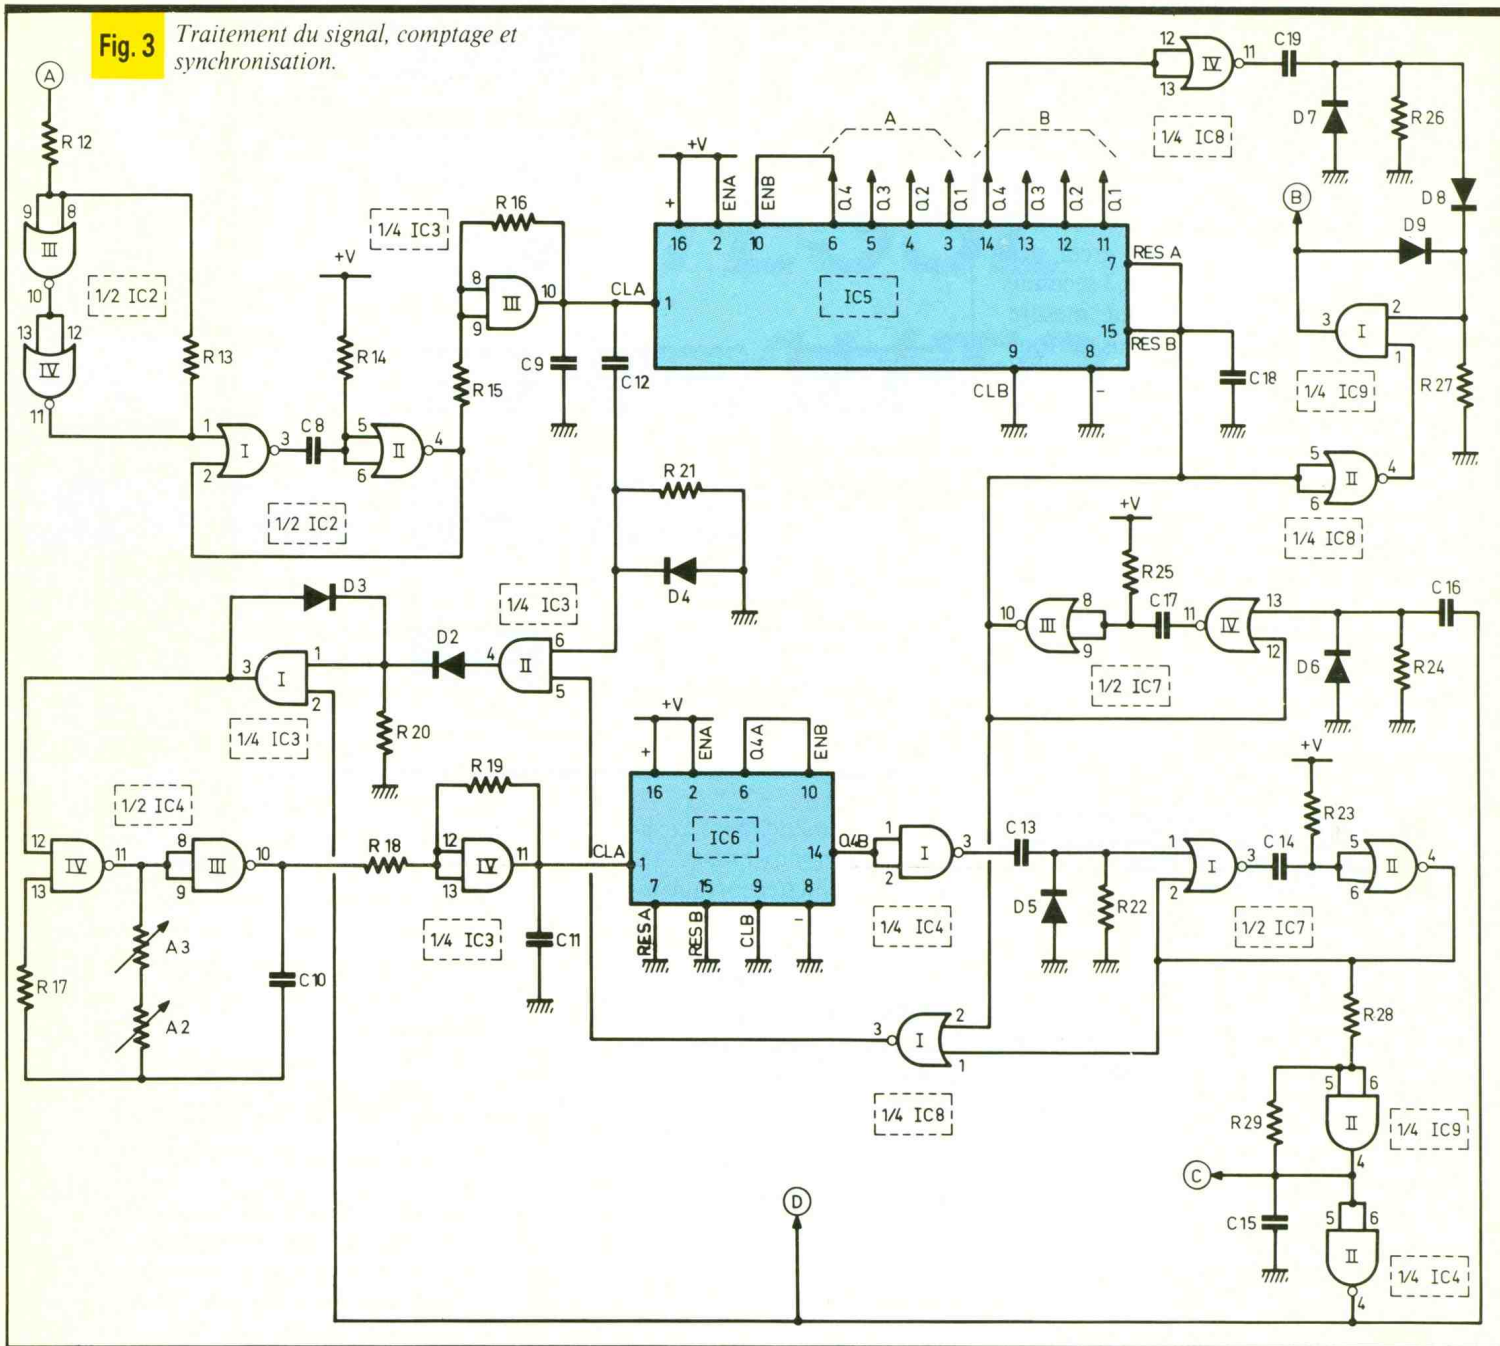 Fig. 3 Traitement du signal, comptage et
synchronisation.
A
R 12
9 8
III
10
1/2 IC2
13 12
IV
11
R 13
1
2
I
3
C 8
+V
R 14
5
6
II
4
1/2 IC2
1/4 IC3
R 16
8
9
III
10
R 15
C 9
CLA
C 12
+V
+
ENA
ENB
A
Q.4
Q.3
Q.2
Q.1
B
Q.4
Q.3
Q.2
Q.1
16 2 10 6 5 4 3 14 13 12 11
1
IC5
7
RES A
15
RES B
9
8
CLB
–
C 18
12
13
IV
11
1/4 IC8
C 19
D 7
R 26
D 8
B
D 9
3
I
2
1
1/4 IC9
R 27
5
6
II
4
1/4 IC8
R 21
D 4
D 3
1/4 IC3
D 2
4
II
6
5
3
I
1
2
1/4 IC3
R 20
+V
R 25
10
III
8
9
C 17
11
IV
13
12
1/2 IC7
D 6
R 24
C 16
12
13
IV
11
1/2 IC4
8
9
III
10
R 17
A 3
A 2
C 10
R 18
R 19
12
13
IV
11
1/4 IC3
C 11
CLA
+V
+
ENA
Q4A
ENB
16 2 6 10
1
IC6
14
Q4B
7 15 9 8
RES A
RES B
CLB
–
1
2
I
3
1/4 IC4
C 13
D 5
R 22
1
2
I
3
C 14
+V
R 23
5
6
II
4
1/2 IC7
3
I
2
1
1/4 IC8
R 28
5 6
II
4
1/4 IC9
R 29
C
C 15
5 6
II
4
1/4 IC4
D